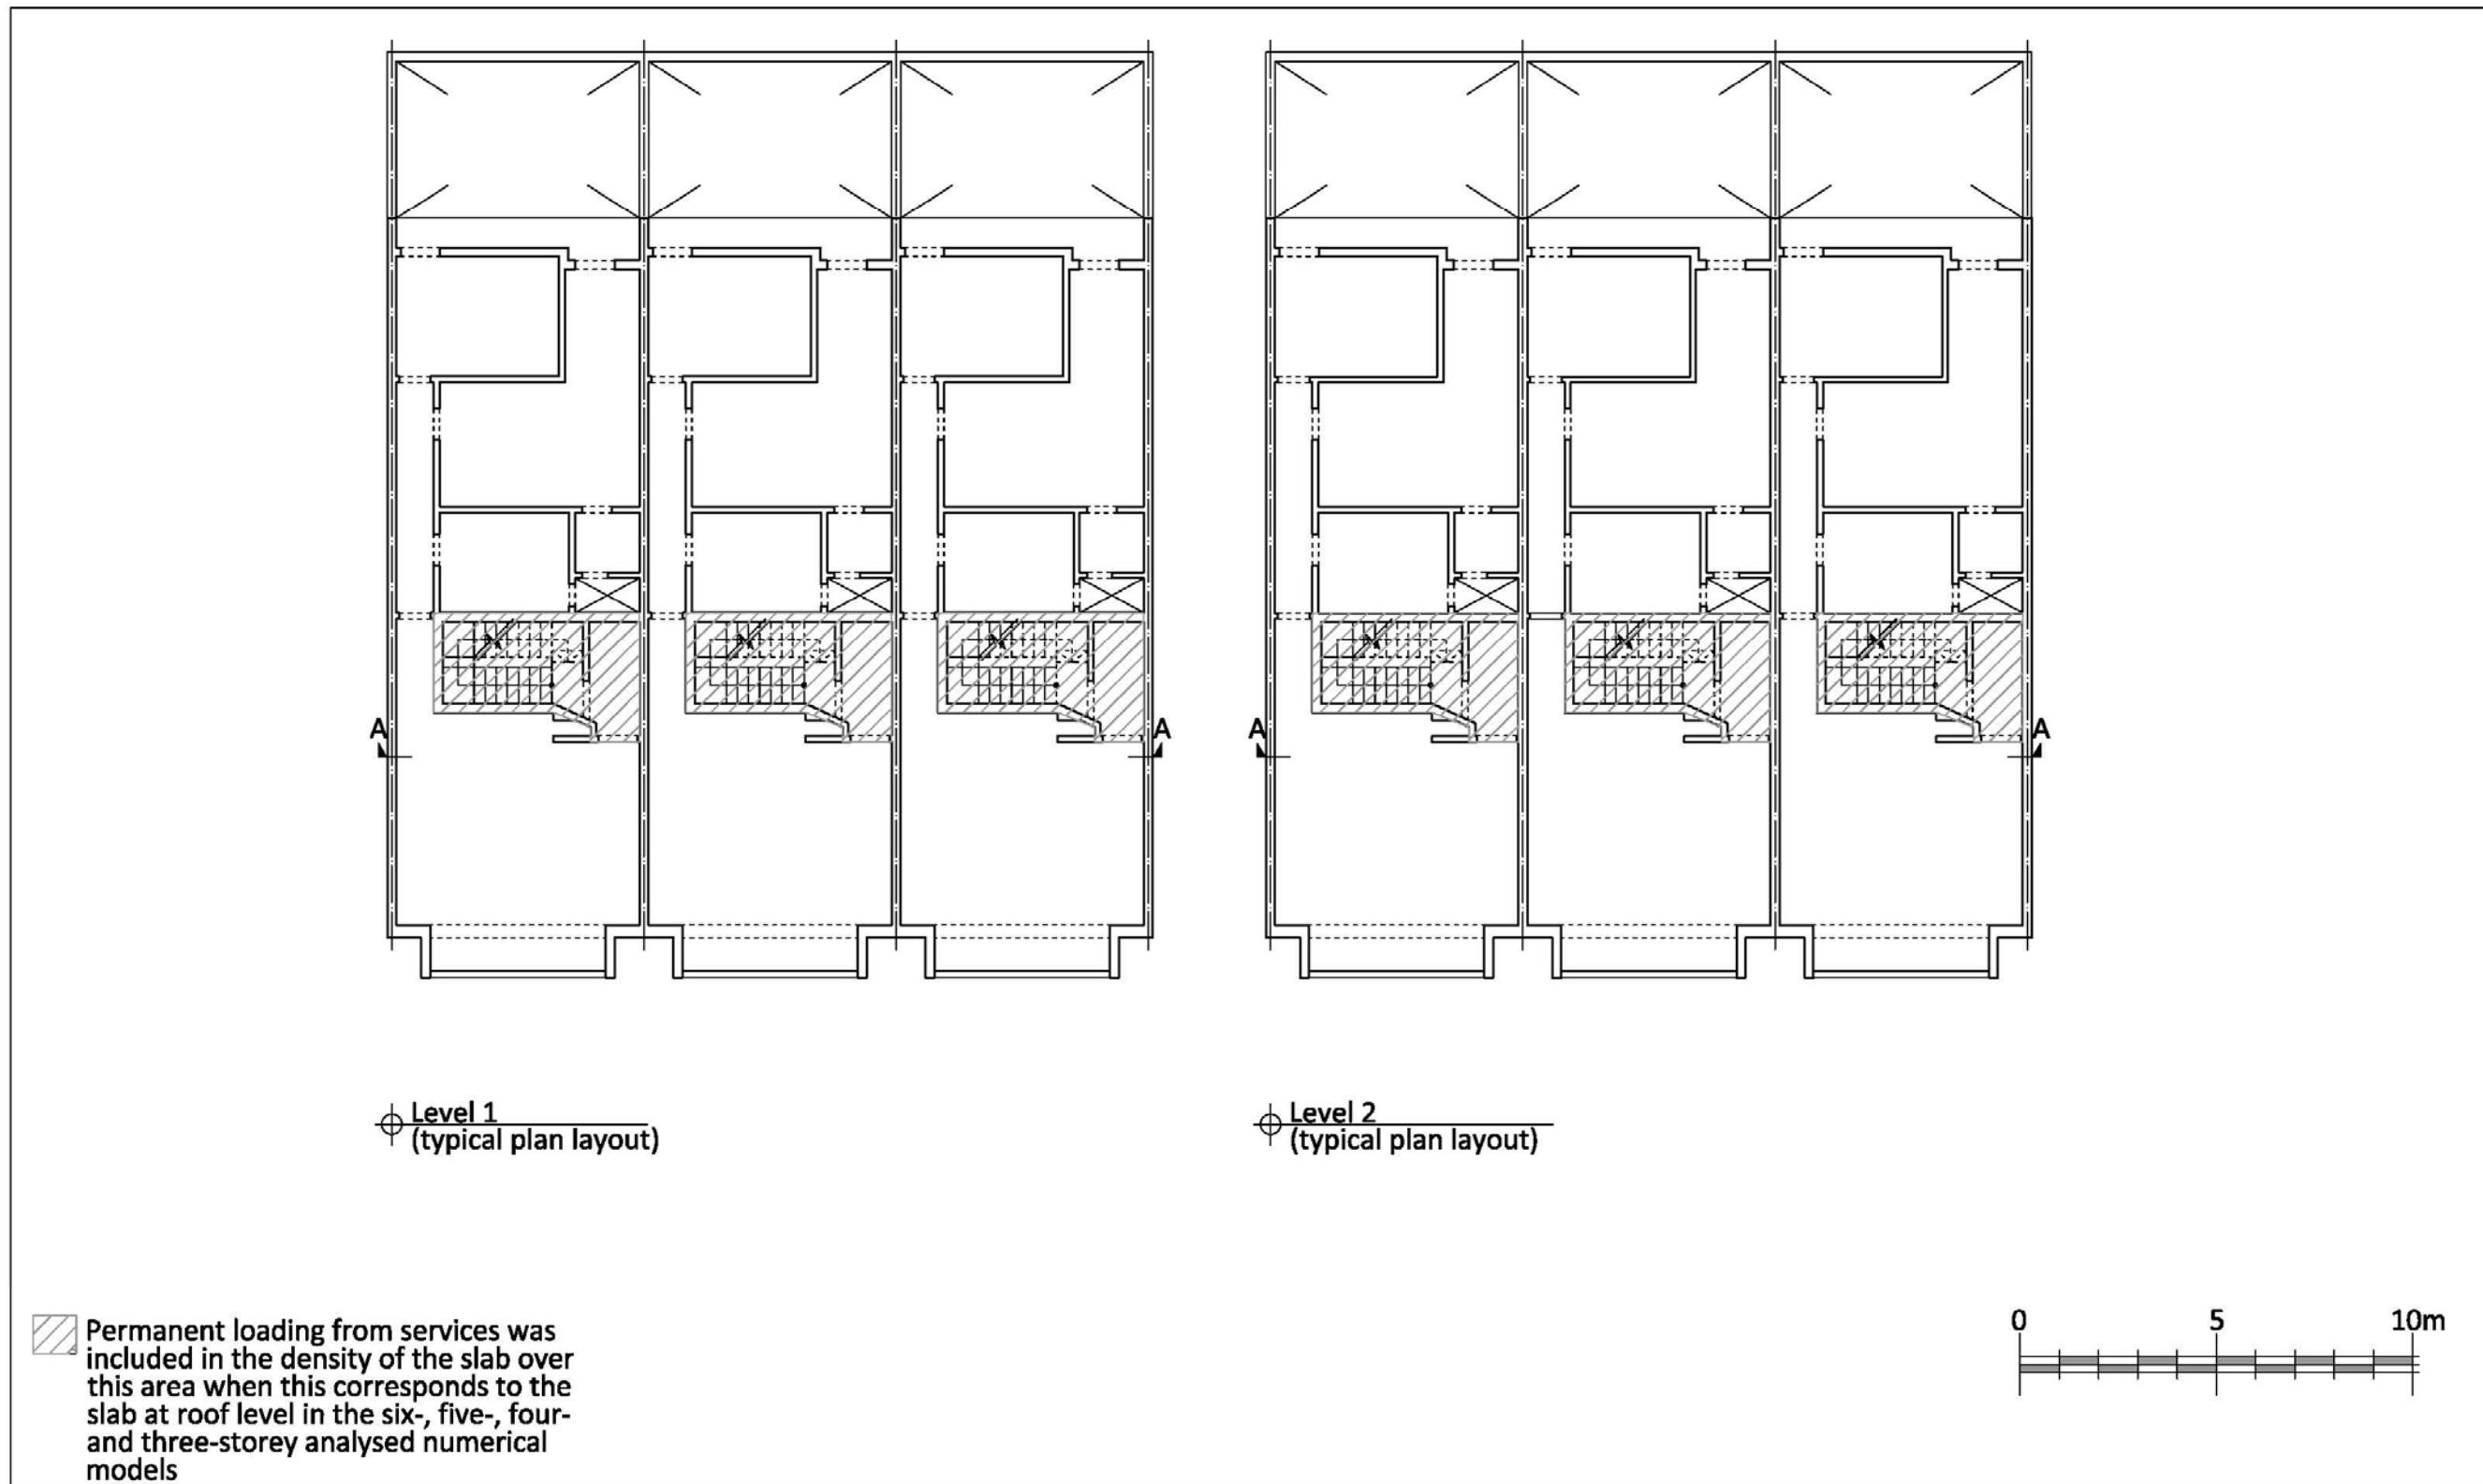 A
A
A
A
Level 1
(typical plan layout)
Level 2
(typical plan layout)
Permanent loading from services was
included in the density of the slab over
this area when this corresponds to the
slab at roof level in the six-, five-, four-
and three-storey analysed numerical
models
0
5
10m